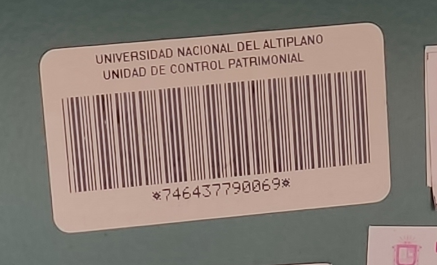 UNIVERSIDAD NACIONAL DEL ALTIPLANO
UNIDAD DE CONTROL PATRIMONIAL
*746437790069*